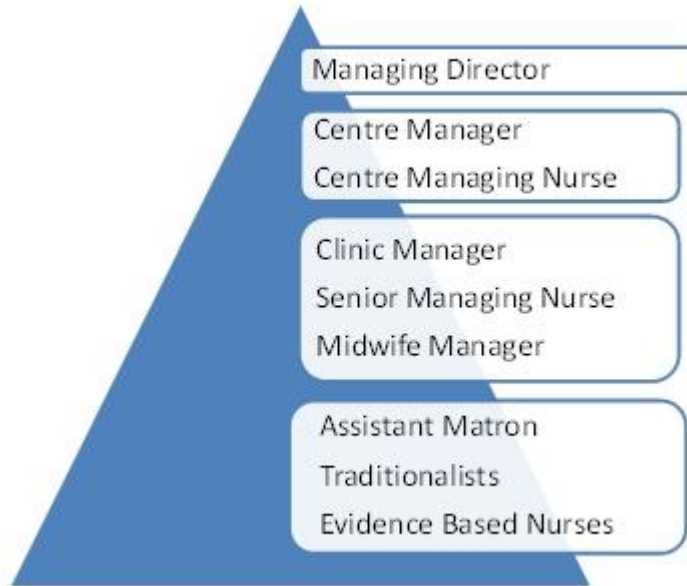 Managing Director
Centre Manager
Centre Managing Nurse
Clinic Manager
Senior Managing Nurse
Midwife Manager
Assistant Matron
Traditionalists
Evidence Based Nurses